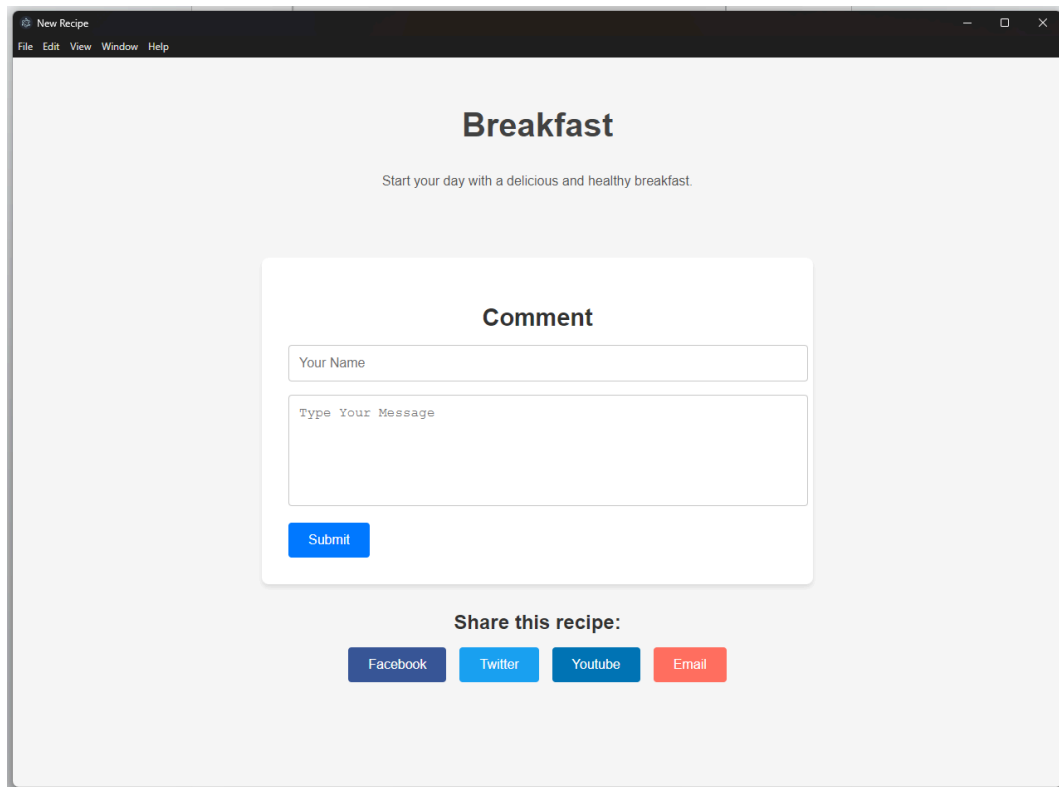 New Recipe
File Edit View Window Help
Breakfast
Start your day with a delicious and healthy breakfast.
Comment
Your Name
Type Your Message
Submit
Share this recipe:
Facebook Twitter Youtube Email